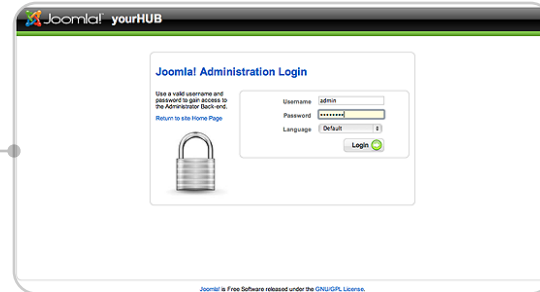 Joomla! yourHUB
Joomla! Administration Login
Use a valid username and
password to gain access to
the Administrator Back-end.
Return to site Home Page
Username admin
Password ••••••••
Language Default
Login
Joomla! is Free Software released under the GNU/GPL License.